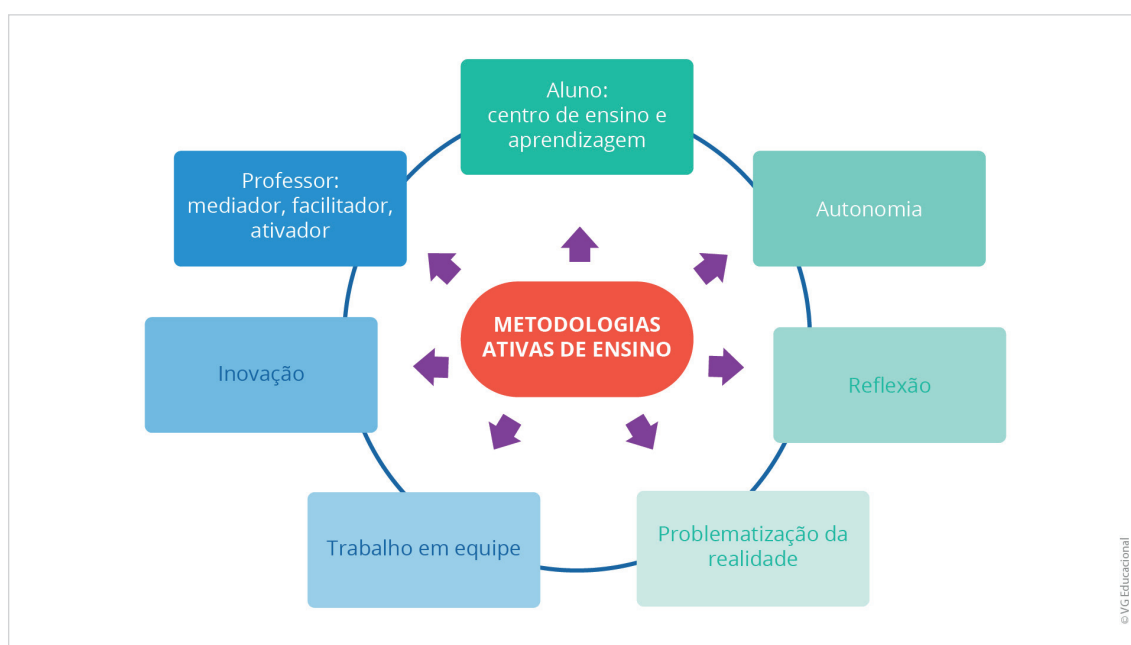 Aluno:
centro de ensino e
aprendizagem
Professor:
mediador, facilitador,
ativador
Autonomia
METODOLOGIAS
ATIVAS DE ENSINO
Inovação
Reflexão
Trabalho em equipe
Problematização da
realidade
© VG Educacional